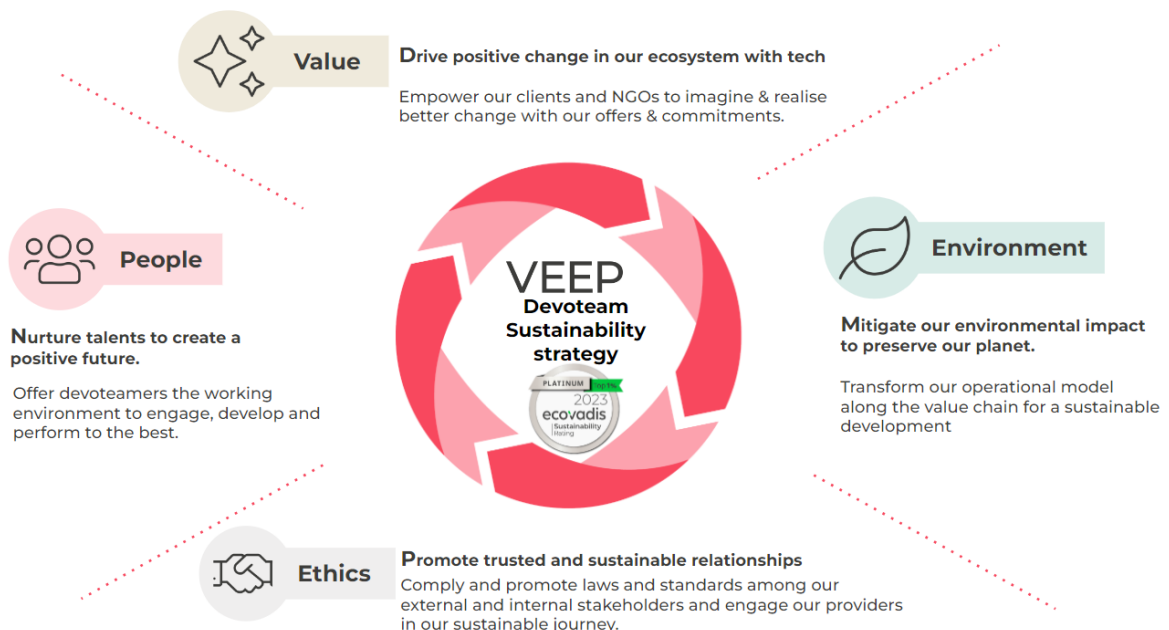 Value
Drive positive change in our ecosystem with tech
Empower our clients and NGOs to imagine & realise
better change with our offers & commitments.
People
Nurture talents to create a
positive future.
Offer devoteamers the working
environment to engage, develop and
perform to the best.
VEEP
Devoteam
Sustainability
strategy
PLATINUM Top 1%
2023
ecovadis
Sustainability
Rating
Environment
Mitigate our environmental impact
to preserve our planet.
Transform our operational model
along the value chain for a sustainable
development
Ethics
Promote trusted and sustainable relationships
Comply and promote laws and standards among our
external and internal stakeholders and engage our providers
in our sustainable journey.